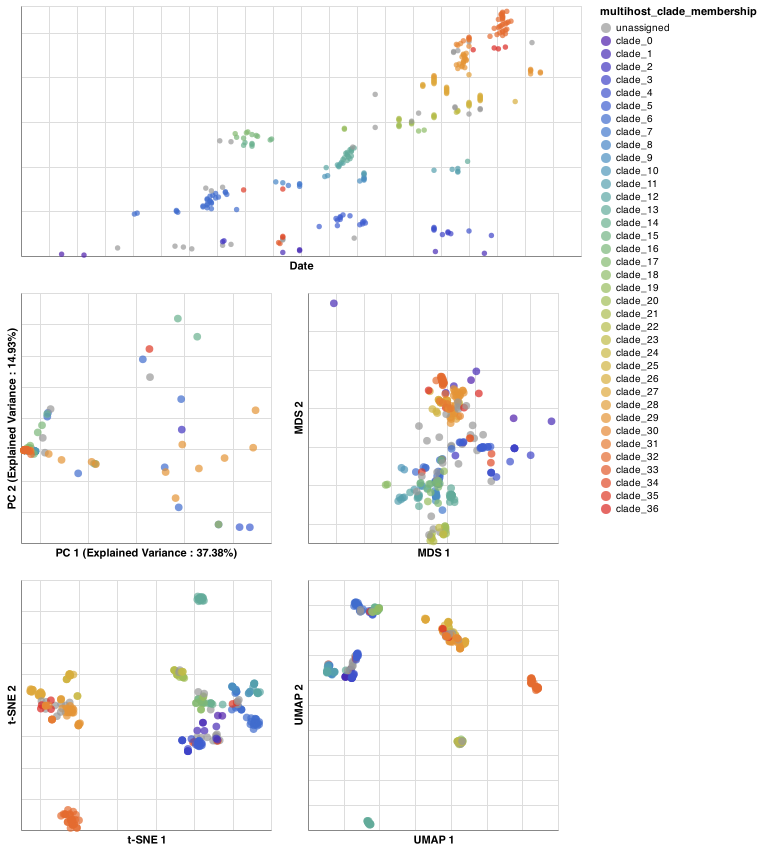 multihost_clade_membership
unassigned
clade_0
clade_1
clade_2
clade_3
clade_4
clade_5
clade_6
clade_7
clade_8
clade_9
clade_10
clade_11
clade_12
clade_13
clade_14
clade_15
clade_16
clade_17
clade_18
clade_19
clade_20
clade_21
clade_22
clade_23
clade_24
clade_25
clade_26
clade_27
clade_28
clade_29
clade_30
clade_31
clade_32
clade_33
clade_34
clade_35
clade_36
Date
PC 2 (Explained Variance : 14.93%)
PC 1 (Explained Variance : 37.38%)
MDS 2
MDS 1
t-SNE 2
t-SNE 1
UMAP 2
UMAP 1